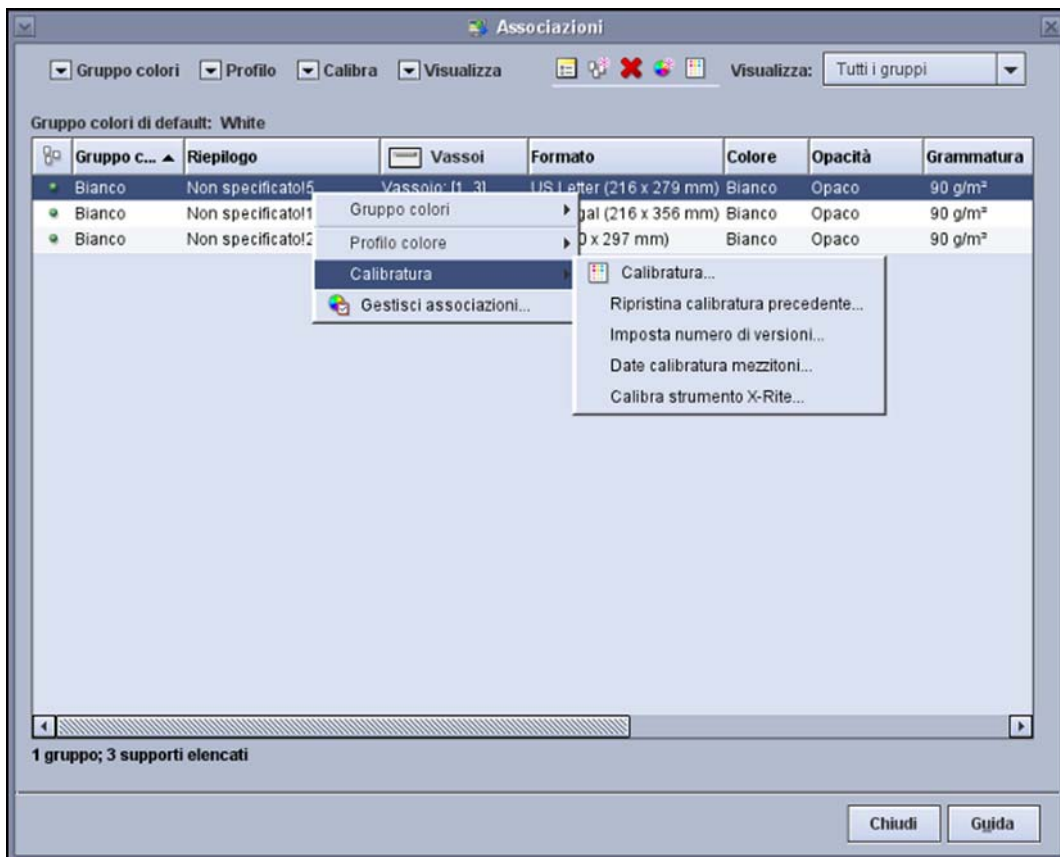 Associazioni
Gruppo colori Profilo Calibra Visualizza Visualizza: Tutti i gruppi
Gruppo colori di default: White
Gruppo c... Riepilogo Vassoi Formato Colore Opacità Grammatura
Bianco Non specificato!5 Vassoio: [1, 3] US Letter (216 x 279 mm) Bianco Opaco 90 g/m²
Bianco Non specificato!1 gal (216 x 356 mm) Bianco Opaco 90 g/m²
Bianco Non specificato!2 0 x 297 mm) Bianco Opaco 90 g/m²
Gruppo colori
Profilo colore
Calibratura
Gestisci associazioni...
Calibratura...
Ripristina calibratura precedente...
Imposta numero di versioni...
Date calibratura mezzitoni...
Calibra strumento X-Rite...
1 gruppo; 3 supporti elencati
Chiudi Guida